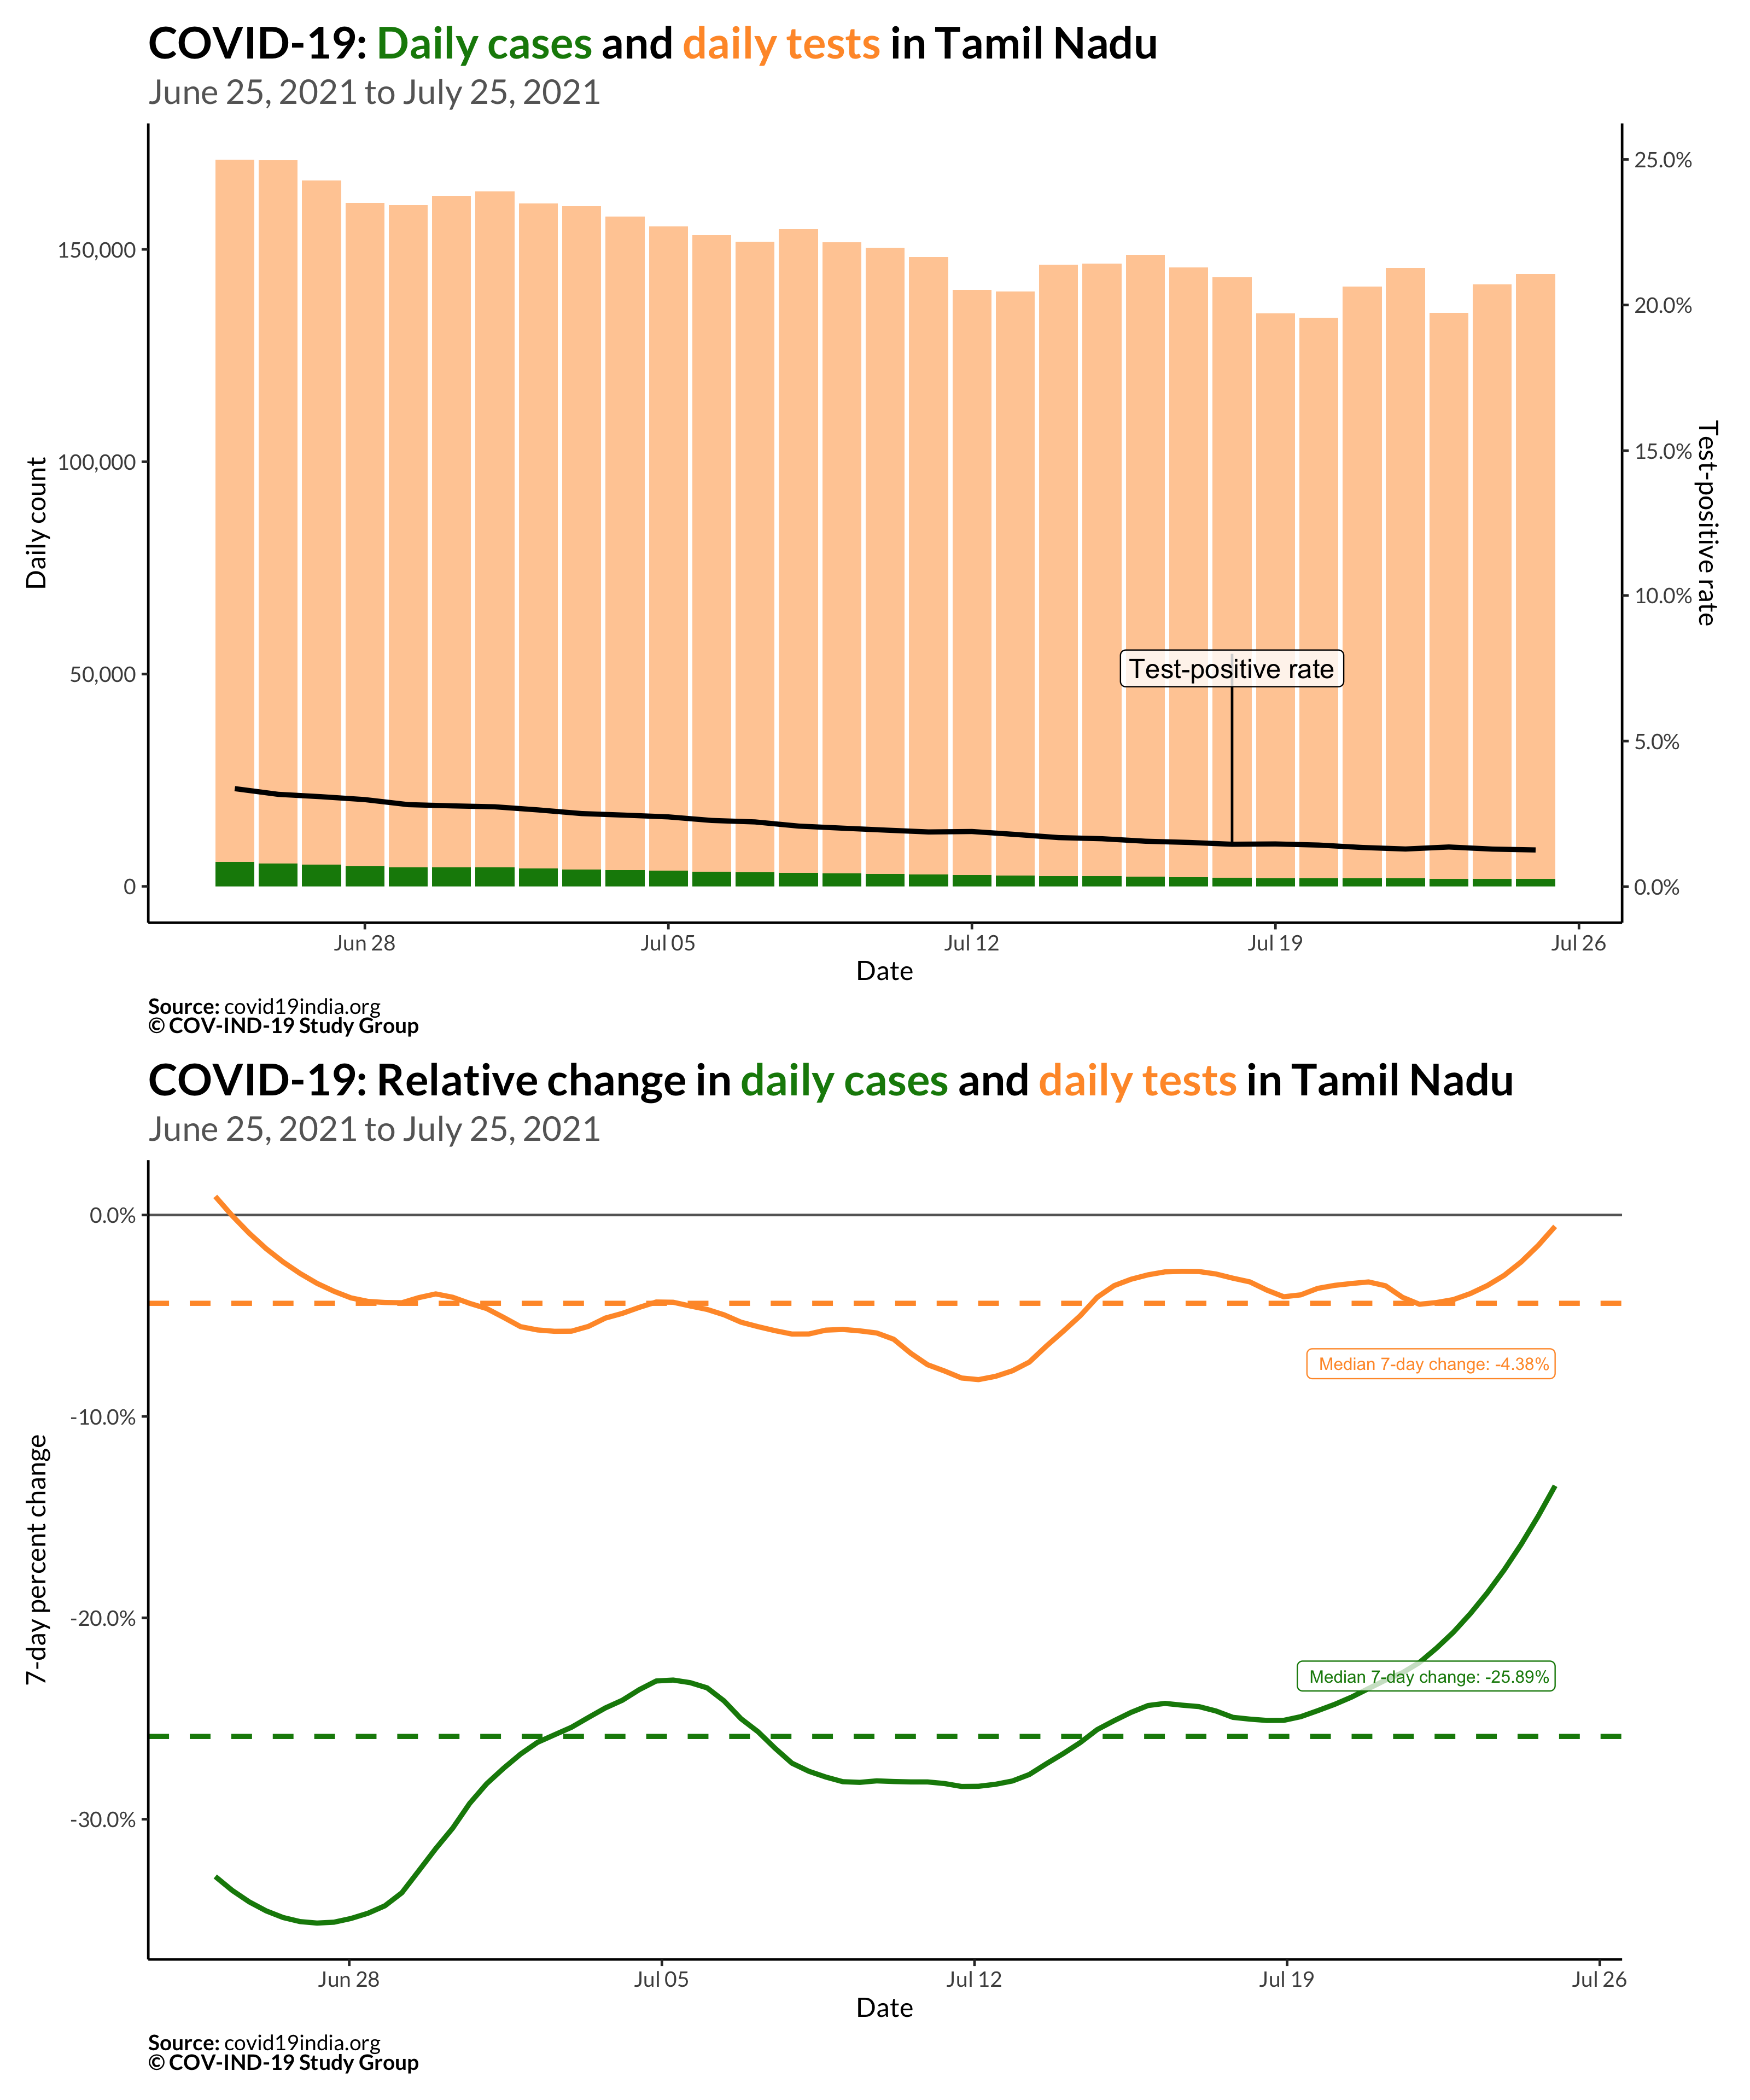 COVID-19: Daily cases and daily tests in Tamil Nadu
June 25, 2021 to July 25, 2021
Daily count
150,000
100,000
50,000
0
25.0%
20.0%
15.0%
10.0%
5.0%
0.0%
Test-positive rate
Test-positive rate
Jun 28
Jul 05
Jul 12
Jul 19
Jul 26
Date
Source: covid19india.org
© COV-IND-19 Study Group
COVID-19: Relative change in daily cases and daily tests in Tamil Nadu
June 25, 2021 to July 25, 2021
7-day percent change
0.0%
-10.0%
-20.0%
-30.0%
Median 7-day change: -4.38%
Median 7-day change: -25.89%
Jun 28
Jul 05
Jul 12
Jul 19
Jul 26
Date
Source: covid19india.org
© COV-IND-19 Study Group